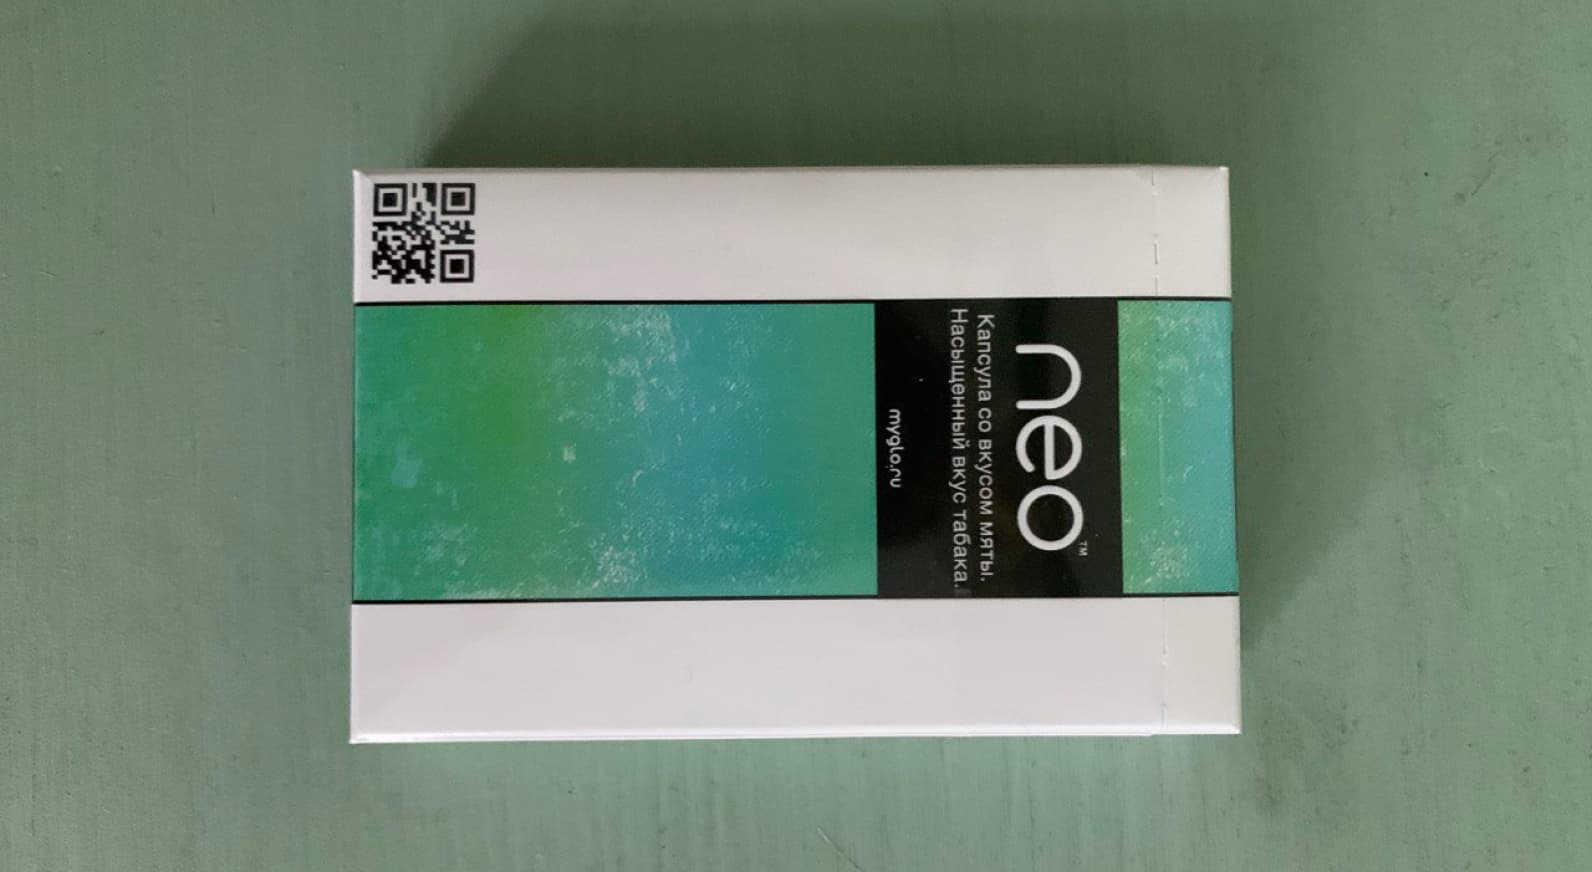 neo™
Капсула со вкусом мяты.
Насыщенный вкус табака.
myglo.ru